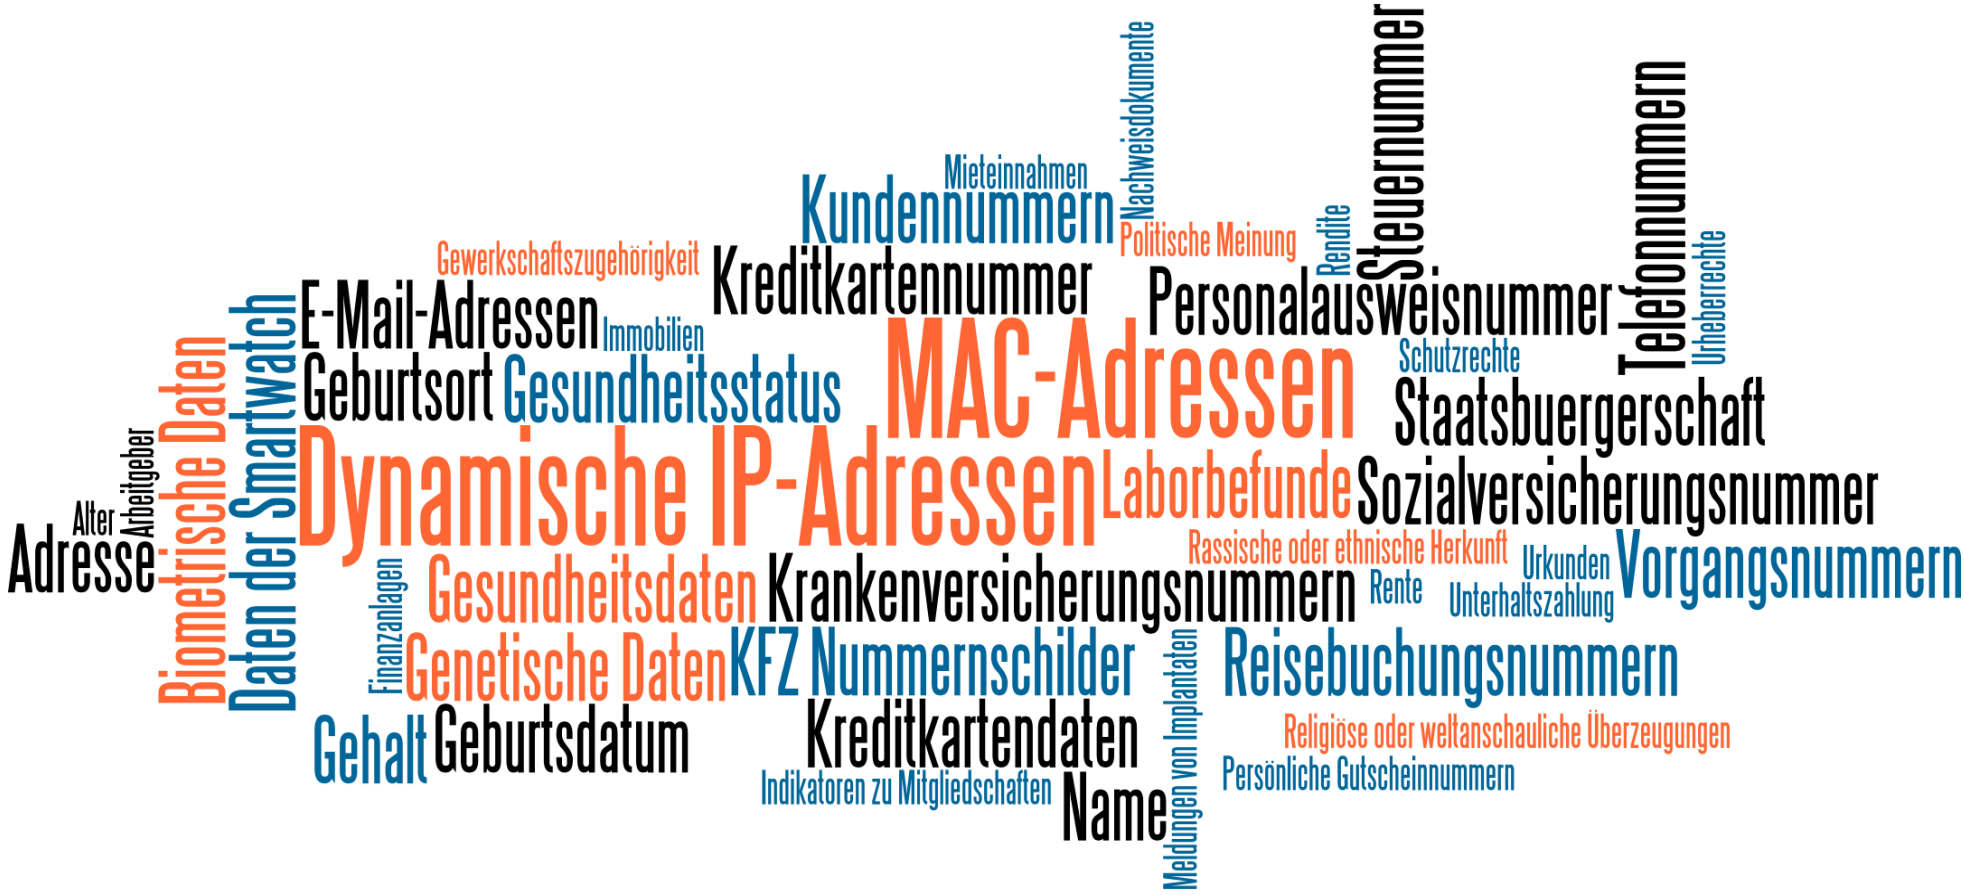 Steuernummer
Nachweisdokumente
Telefonnummern
Mieteinnahmen
Kundennummern
Politische Meinung
Rendite
Urheberrechte
Gewerkschaftszugehörigkeit
Kreditkartennummer
Personalausweisnummer
E-Mail-Adressen
Immobilien
MAC-Adressen
Schutzrechte
Geburtsort
Gesundheitsstatus
Staatsbuergerschaft
Biometrische Daten
Daten der Smartwatch
Dynamische IP-Adressen
Laborbefunde
Sozialversicherungsnummer
Alter
Arbeitgeber
Adresse
Rassische oder ethnische Herkunft
Urkunden
Vorgangsnummern
Finanzanlagen
Gesundheitsdaten
Krankenversicherungsnummern
Rente
Unterhaltszahlung
Genetische Daten
KFZ Nummernschilder
Meldungen von Implantaten
Reisebuchungsnummern
Gehalt
Geburtsdatum
Kreditkartendaten
Religiöse oder weltanschauliche Überzeugungen
Indikatoren zu Mitgliedschaften
Persönliche Gutscheinnummern
Name